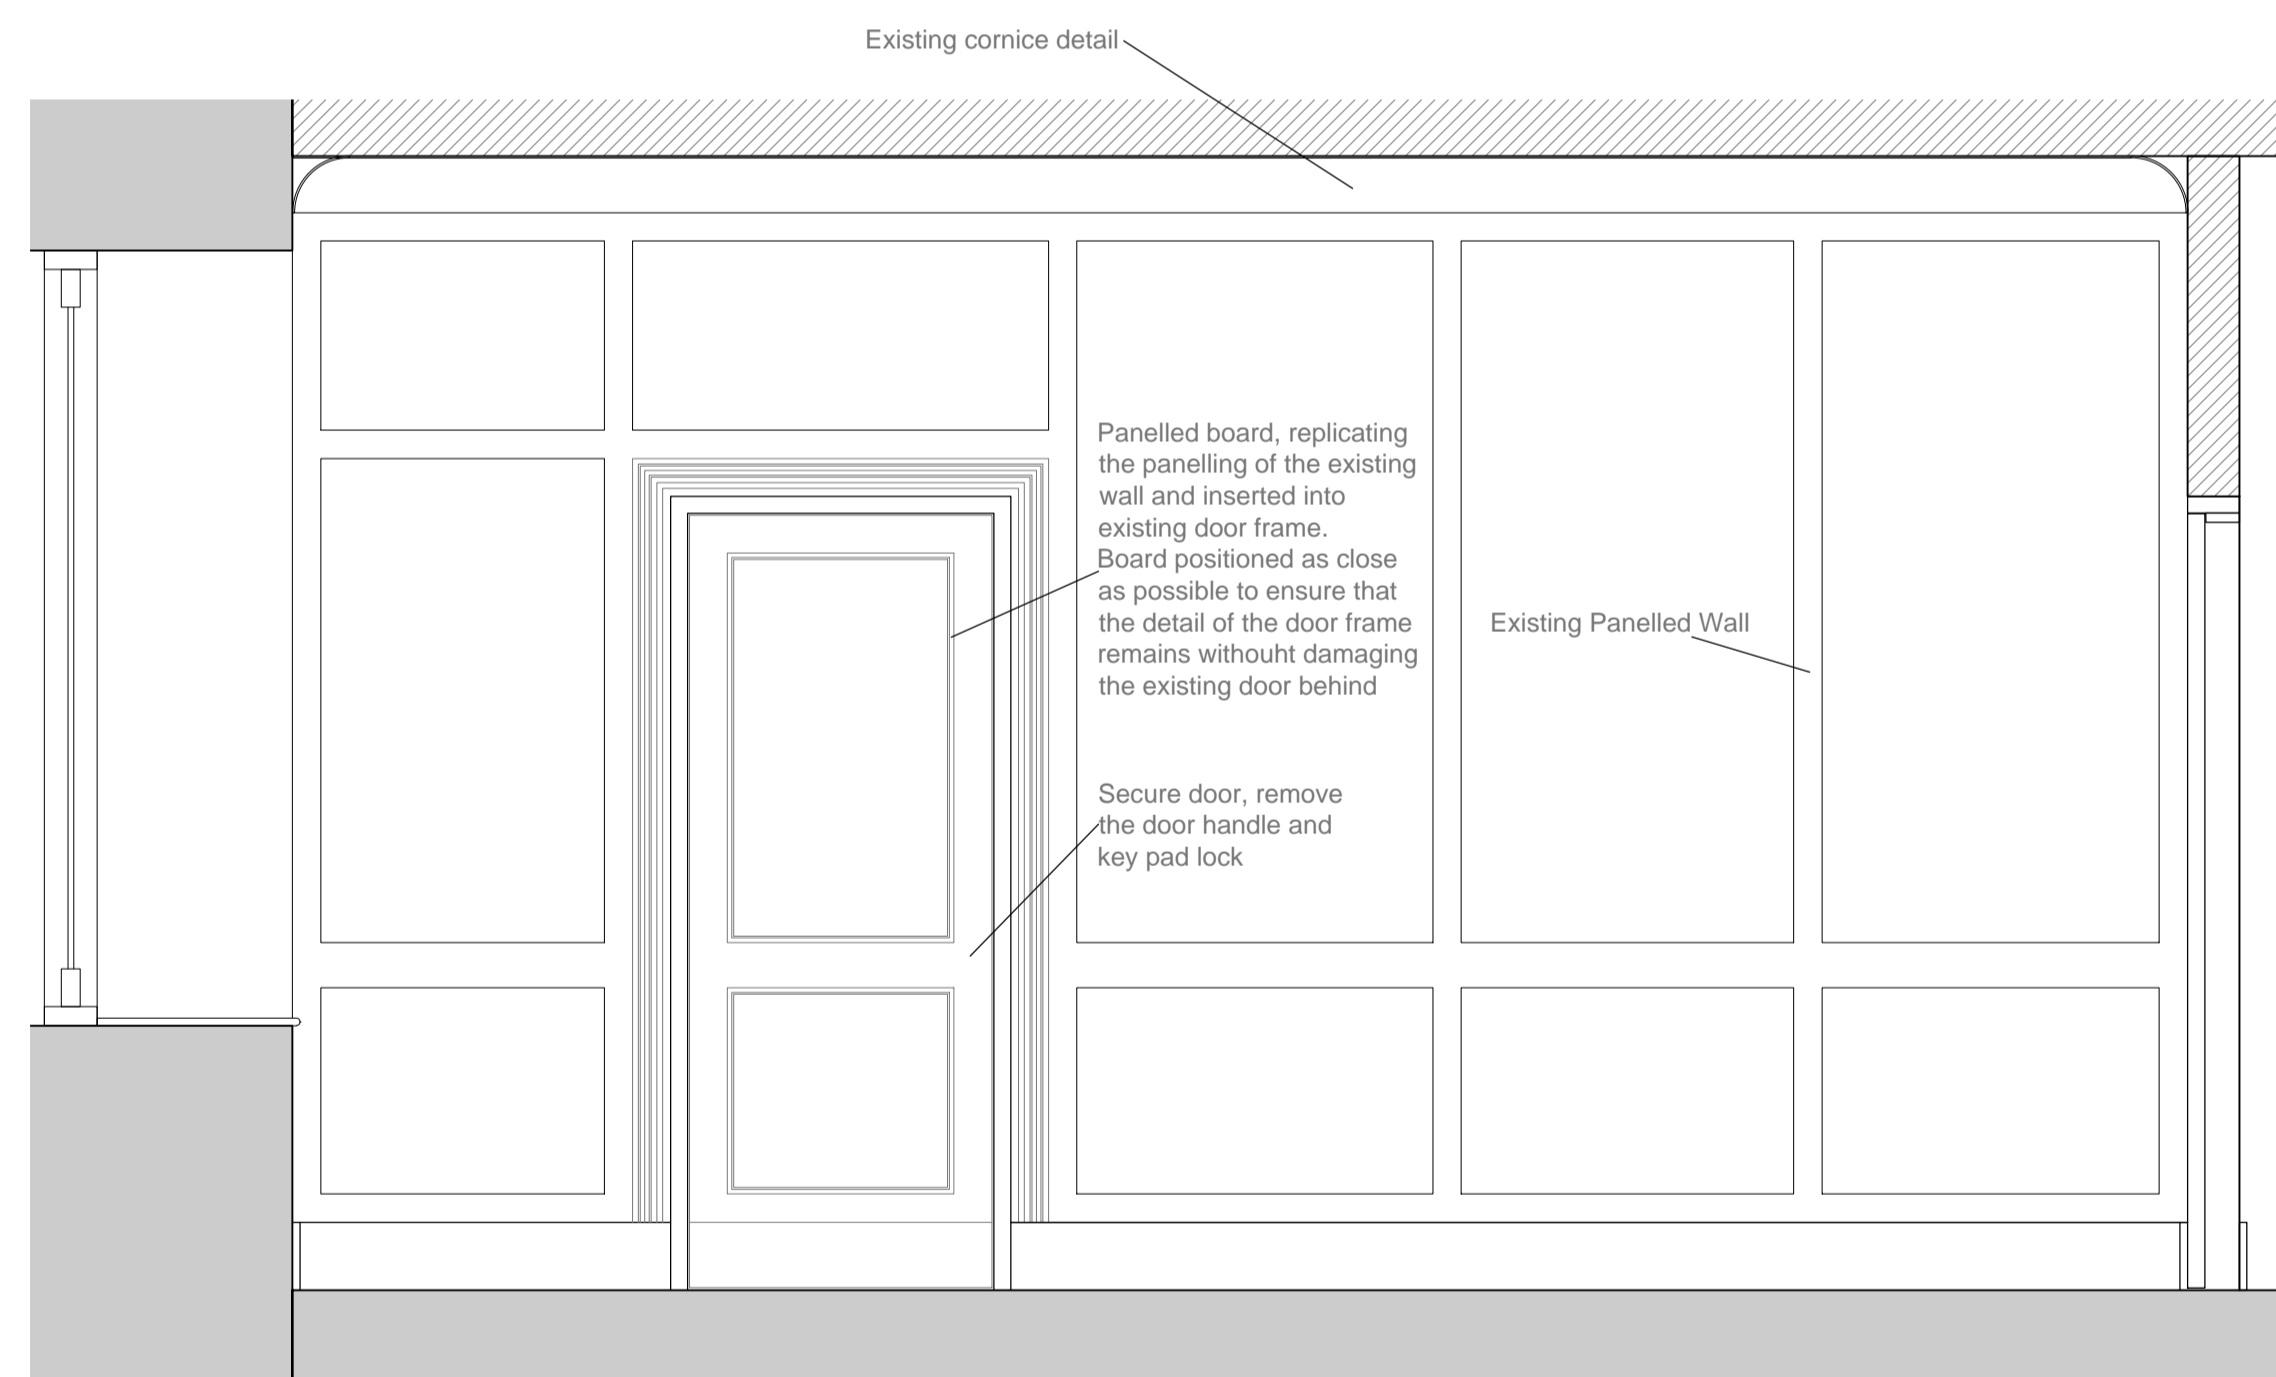 Existing cornice detail
Panelled board, replicating
the panelling of the existing
wall and inserted into
existing door frame.
Board positioned as close
as possible to ensure that
the detail of the door frame
remains withouht damaging
the existing door behind
Existing Panelled Wall
Secure door, remove
the door handle and
key pad lock